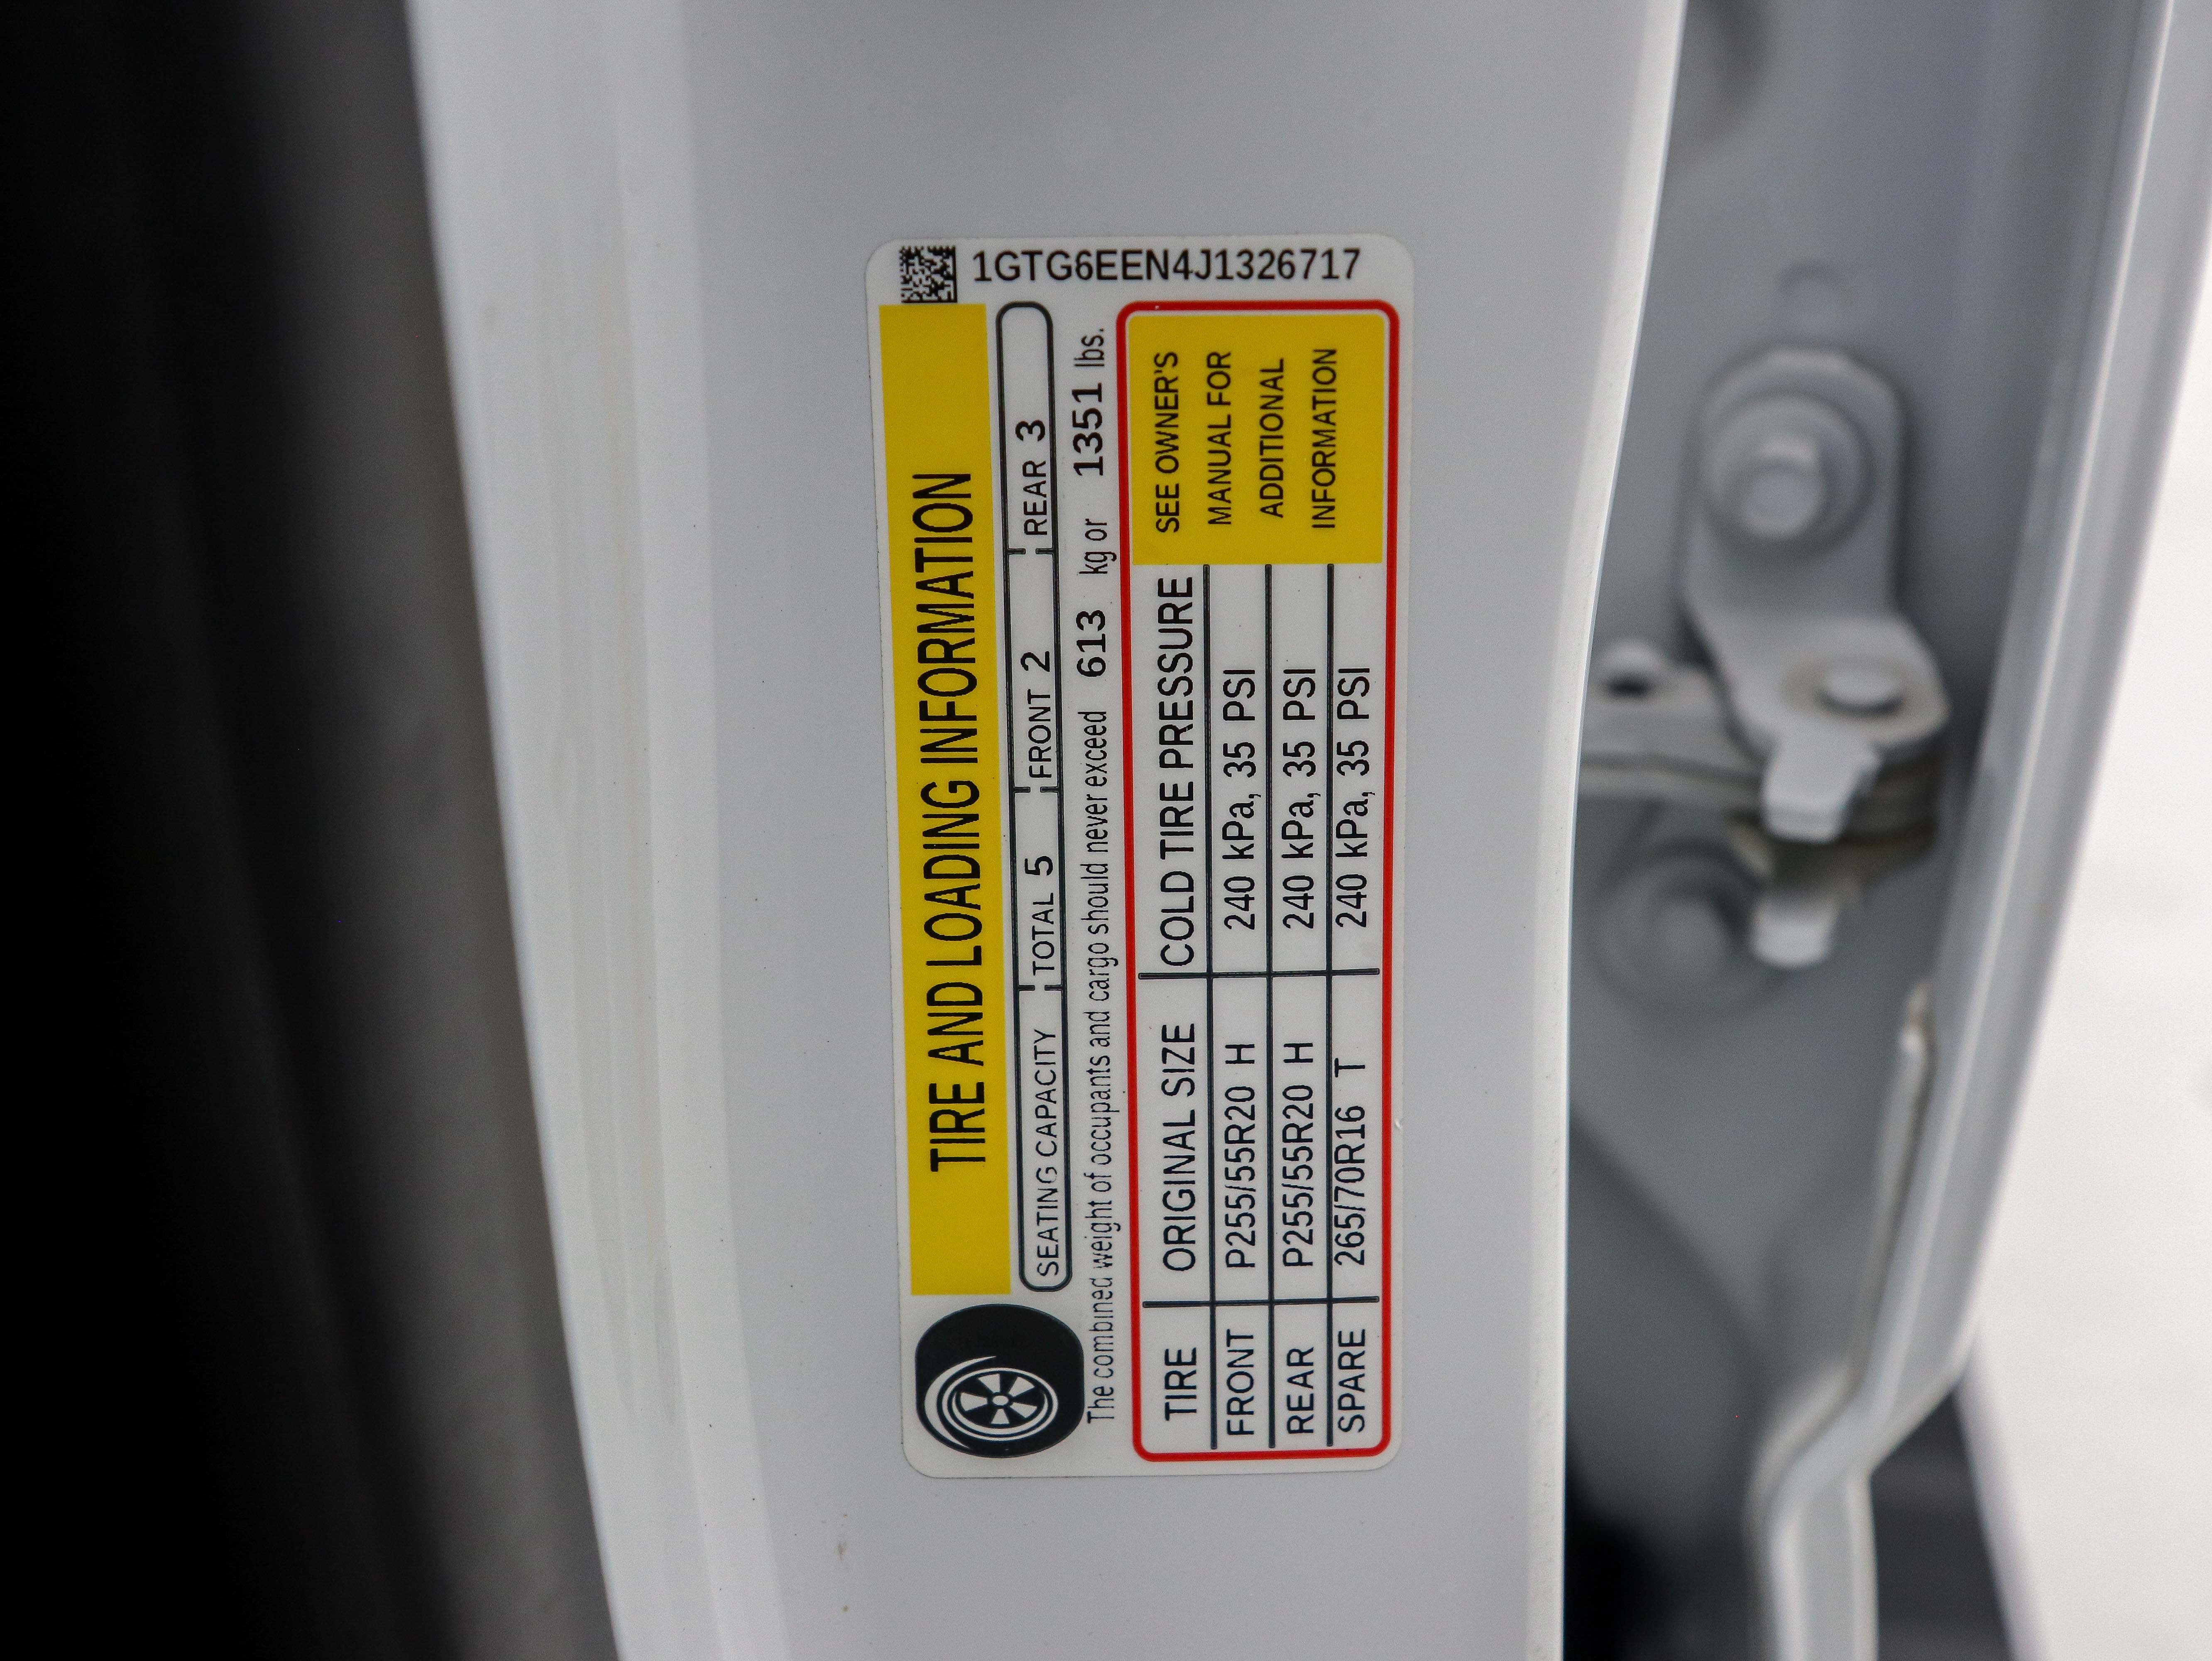 1GTG6EEN4J1326717
TIRE AND LOADING INFORMATION
SEATING CAPACITY TOTAL 5 FRONT 2 REAR 3
The combined weight of occupants and cargo should never exceed 613 kg or 1351 lbs.
TIRE ORIGINAL SIZE COLD TIRE PRESSURE
FRONT P255/55R20 H 240 kPa, 35 PSI
REAR P255/55R20 H 240 kPa, 35 PSI
SPARE 265/70R16 T 240 kPa, 35 PSI
SEE OWNER'S
MANUAL FOR
ADDITIONAL
INFORMATION